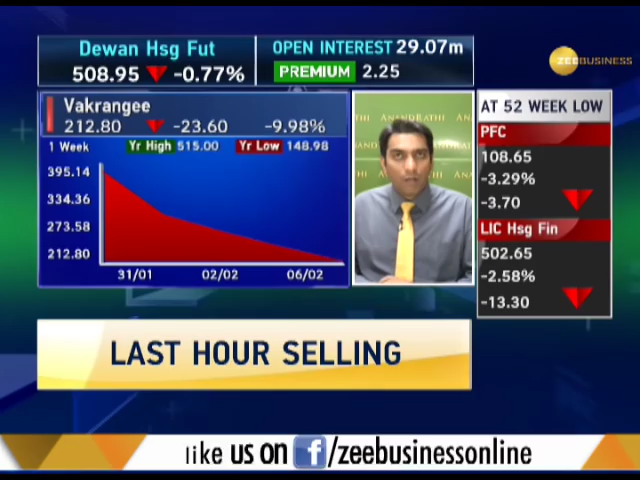 Dewan Hsg Fut
508.95 -0.77%
OPEN INTEREST 29.07m
PREMIUM 2.25
ZEEBUSINESS
Vakrangee
212.80 -23.60 -9.98%
1 Week Yr High 515.00 Yr Low 148.98
395.14
334.36
273.58
212.80
31/01 02/02 06/02
ANANDRATHI
AT 52 WEEK LOW
PFC
108.65
-3.29%
-3.70
LIC Hsg Fin
502.65
-2.58%
-13.30
LAST HOUR SELLING
like us on f/zeebusinessonline